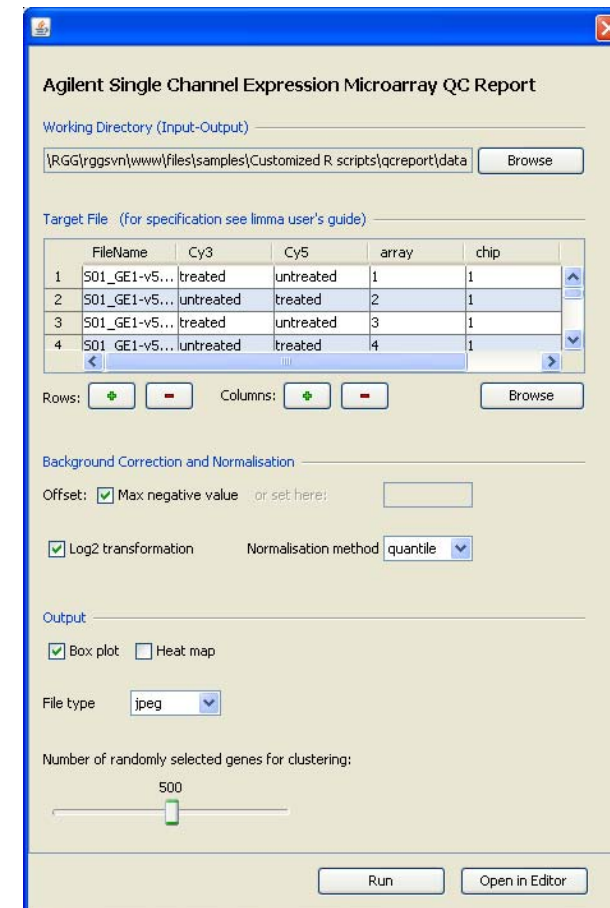 Agilent Single Channel Expression Microarray QC Report
Working Directory (Input-Output)
\RGG\rggsvn\www\files\samples\Customized R scripts\qcreport\data Browse
Target File (for specification see limma user's guide)
FileName Cy3 Cy5 array chip
1 S01_GE1-v5... treated untreated 1 1
2 S01_GE1-v5... untreated treated 2 1
3 S01_GE1-v5... treated untreated 3 1
4 S01_GE1-v5... untreated treated 4 1
Rows: + - Columns: + - Browse
Background Correction and Normalisation
Offset: Max negative value or set here:
Log2 transformation Normalisation method quantile
Output
Box plot Heat map
File type jpeg
Number of randomly selected genes for clustering:
500
Run Open in Editor